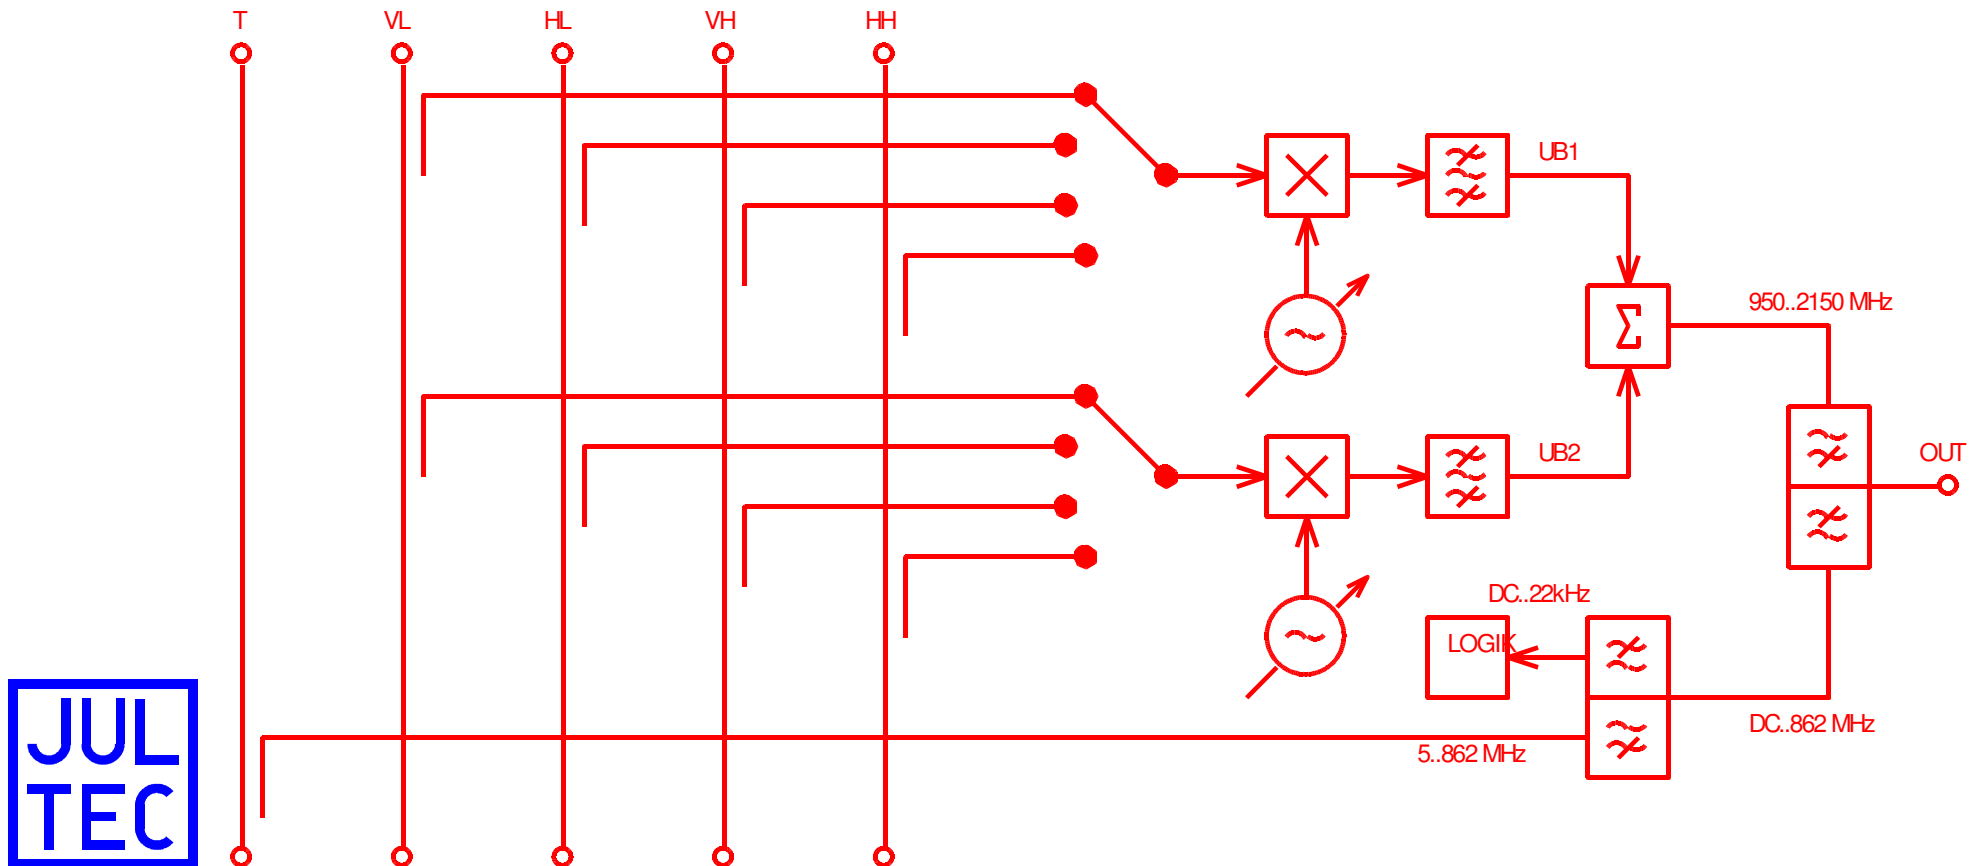 T VL HL VH HH
UB1
950..2150 MHz
UB2
OUT
DC..22kHz
LOGIK
DC..862 MHz
5..862 MHz
JUL
TEC
Σ